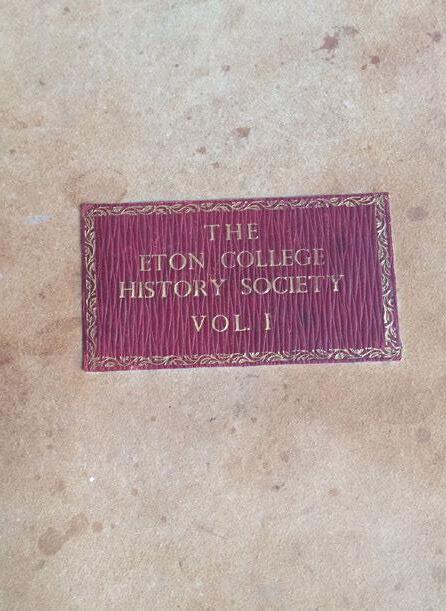 THE
ETON COLLEGE
HISTORY SOCIETY
VOL. I